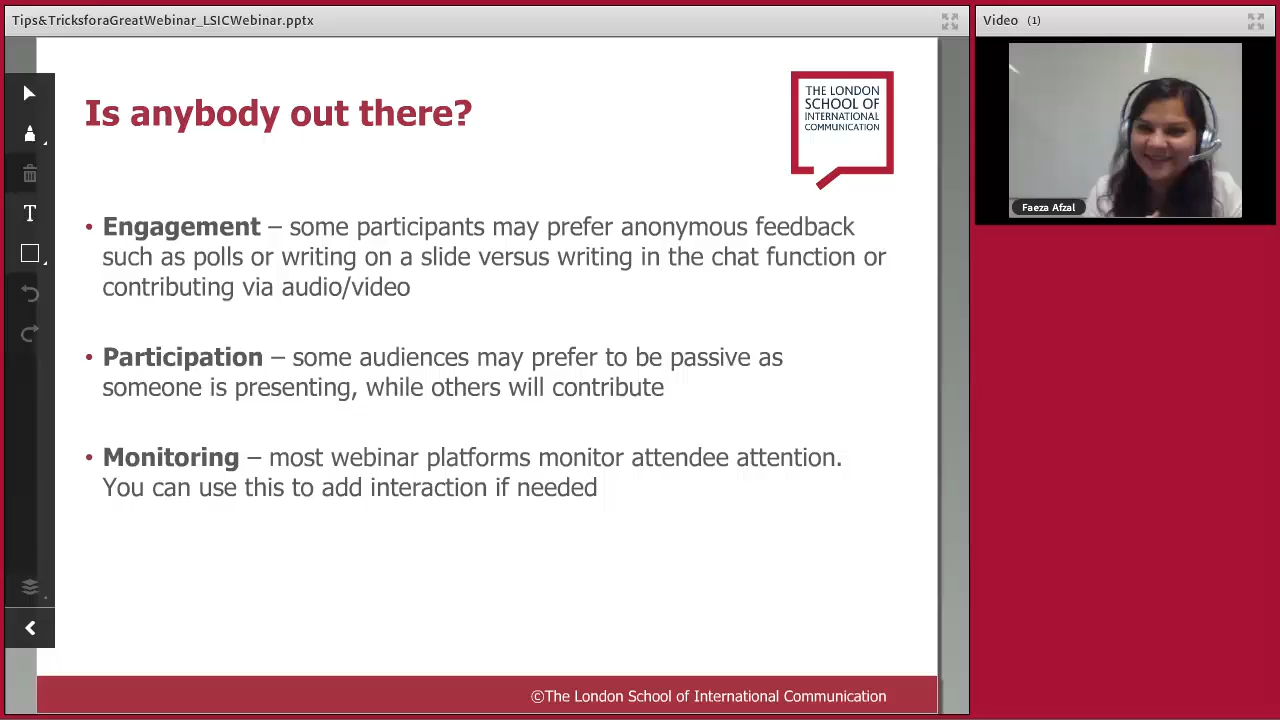 Tips&TricksforaGreatWebinar_LSICWebinar.pptx
Video (1)
Is anybody out there?
THE LONDON
SCHOOL OF
INTERNATIONAL
COMMUNICATION
Faeza Afzal
• Engagement – some participants may prefer anonymous feedback
such as polls or writing on a slide versus writing in the chat function or
contributing via audio/video
• Participation – some audiences may prefer to be passive as
someone is presenting, while others will contribute
• Monitoring – most webinar platforms monitor attendee attention.
You can use this to add interaction if needed
©The London School of International Communication